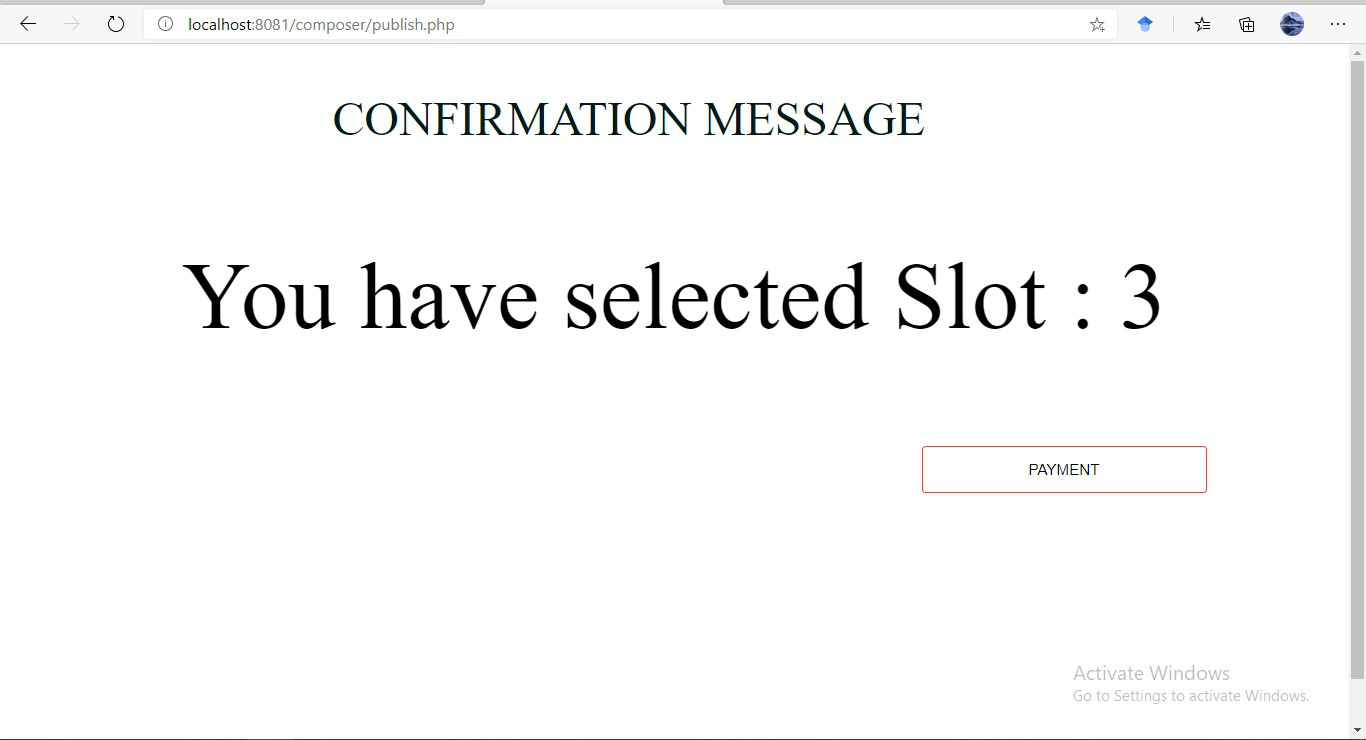 localhost:8081/composer/publish.php
CONFIRMATION MESSAGE
You have selected Slot : 3
PAYMENT
Activate Windows
Go to Settings to activate Windows.